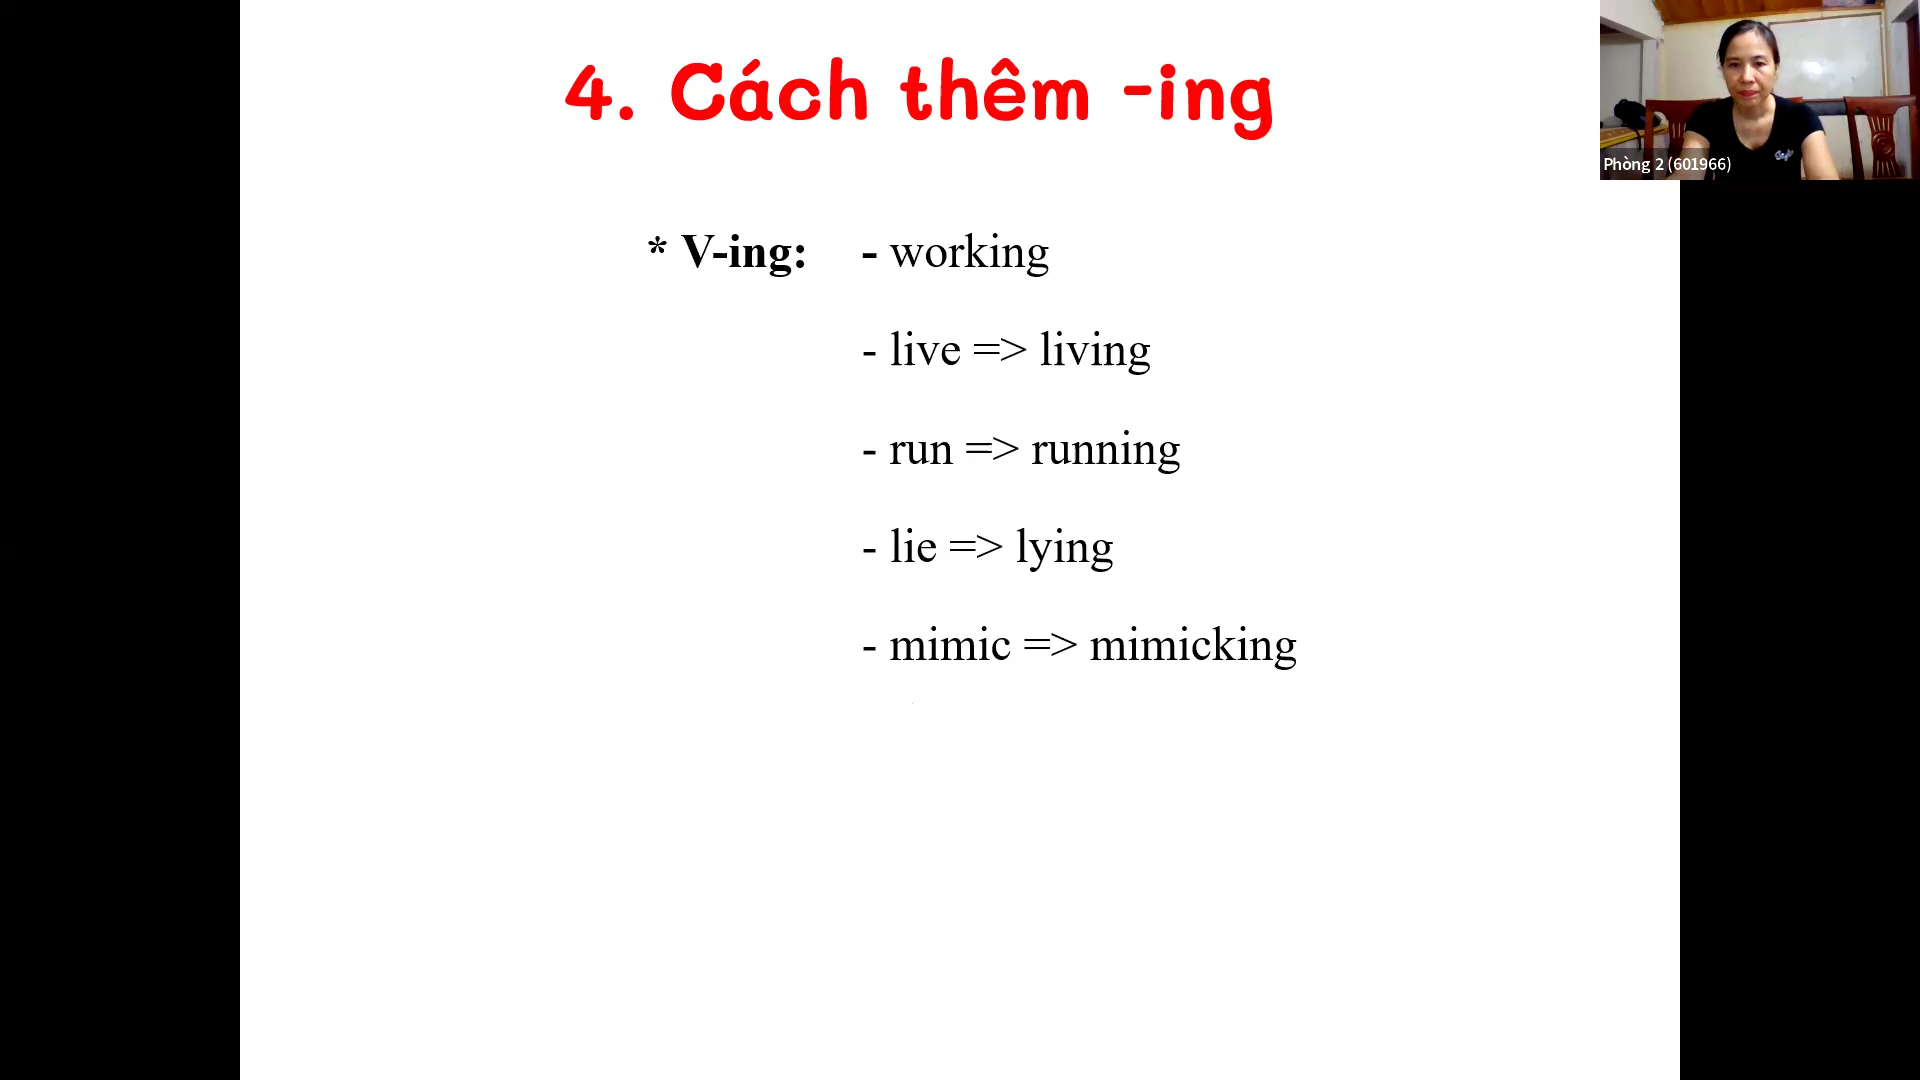 4. Cách thêm -ing
Phòng 2 (601966)
* V-ing: - working
- live => living
- run => running
- lie => lying
- mimic => mimicking